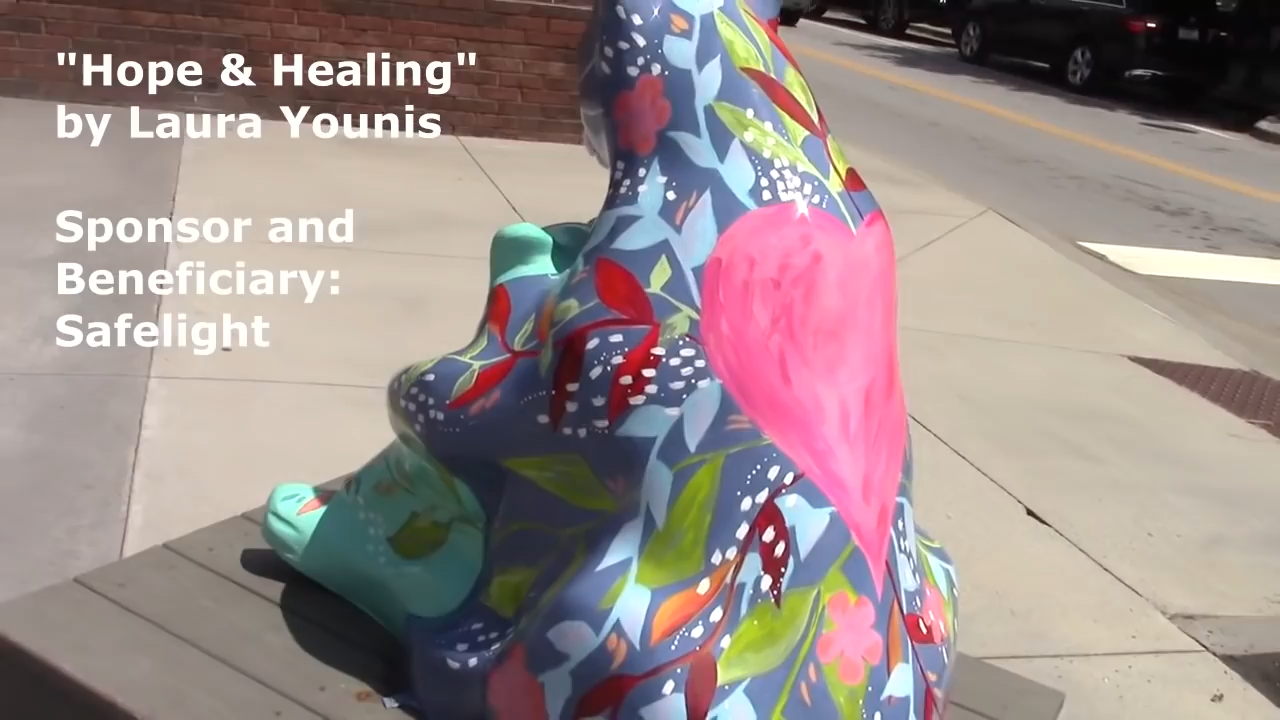 "Hope & Healing"
by Laura Younis
Sponsor and
Beneficiary:
Safelight